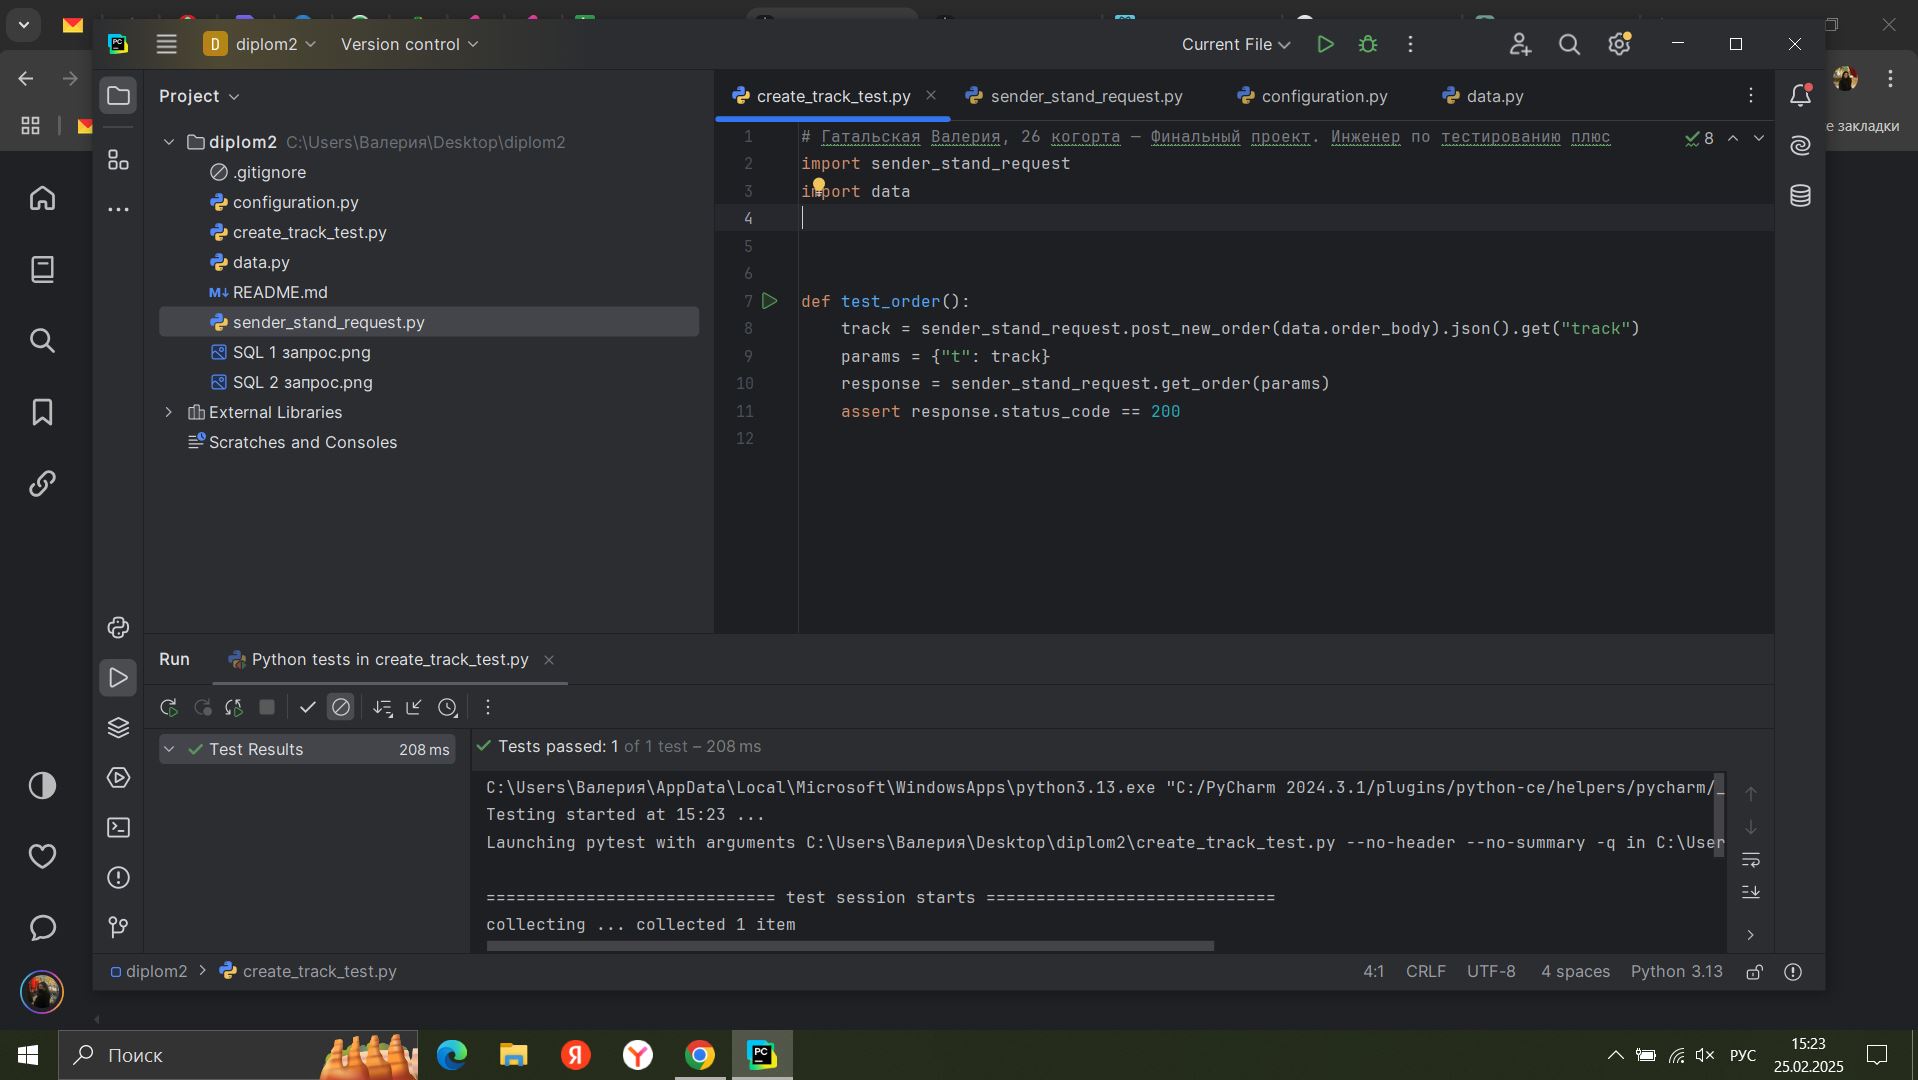 D diplom2 Version control Current File
е закладки
Project
diplom2 C:\Users\Валерия\Desktop\diplom2
.gitignore
configuration.py
create_track_test.py
data.py
README.md
sender_stand_request.py
SQL 1 запрос.png
SQL 2 запрос.png
External Libraries
Scratches and Consoles
create_track_test.py sender_stand_request.py configuration.py data.py
1 # Гатальская Валерия, 26 когорта — Финальный проект. Инженер по тестированию плюс
8
2 import sender_stand_request
3 import data
4
5
6
7 def test_order():
8 track = sender_stand_request.post_new_order(data.order_body).json().get("track")
9 params = {"t": track}
10 response = sender_stand_request.get_order(params)
11 assert response.status_code == 200
12
Run Python tests in create_track_test.py
Test Results 208 ms
Tests passed: 1 of 1 test – 208 ms
C:\Users\Валерия\AppData\Local\Microsoft\WindowsApps\python3.13.exe "C:/PyCharm 2024.3.1/plugins/python-ce/helpers/pycharm/_
Testing started at 15:23 ...
Launching pytest with arguments C:\Users\Валерия\Desktop\diplom2\create_track_test.py --no-header --no-summary -q in C:\User
============================= test session starts =============================
collecting ... collected 1 item
diplom2 > create_track_test.py 4:1 CRLF UTF-8 4 spaces Python 3.13
Поиск
РУС
15:23
25.02.2025